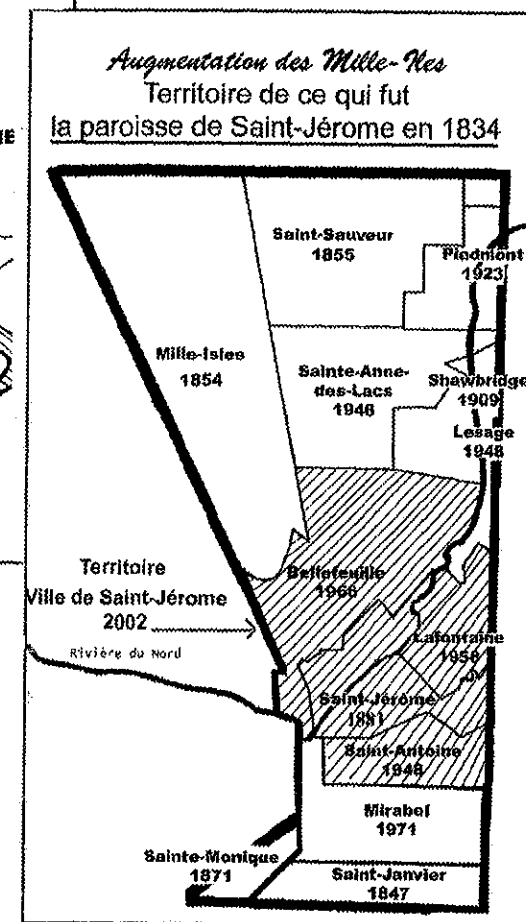 Augmentation des Mille-Iles
Territoire de ce qui fut
la paroisse de Saint-Jérome en 1834
Saint-Sauveur
1855
Piedmont
1923
Mille-Isles
1854
Sainte-Anne-
des-Lacs
1946
Shawbridge
1909
Lesage
1948
Territoire
Ville de Saint-Jérome
2002
Bellefeuille
1966
Rivière du Nord
Lafontaine
1958
Saint-Jérôme
1881
Saint-Antoine
1948
Mirabel
1971
Sainte-Monique
1871
Saint-Janvier
1847